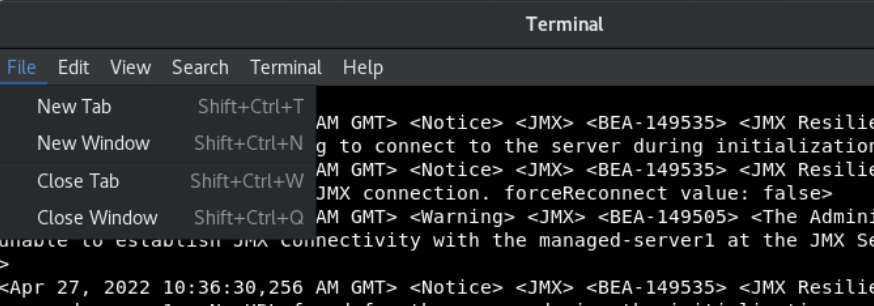 Terminal
File Edit View Search Terminal Help
New Tab Shift+Ctrl+T
New Window Shift+Ctrl+N
Close Tab Shift+Ctrl+W
Close Window Shift+Ctrl+Q
AM GMT> <Notice> <JMX> <BEA-149535> <JMX Resilie
g to connect to the server during initialization
AM GMT> <Notice> <JMX> <BEA-149535> <JMX Resilie
JMX connection. forceReconnect value: false>
AM GMT> <Warning> <JMX> <BEA-149505> <The Admini
unable to establish JMX Connectivity with the managed-server1 at the JMX Se
>
<Apr 27, 2022 10:36:30,256 AM GMT> <Notice> <JMX> <BEA-149535> <JMX Resilie